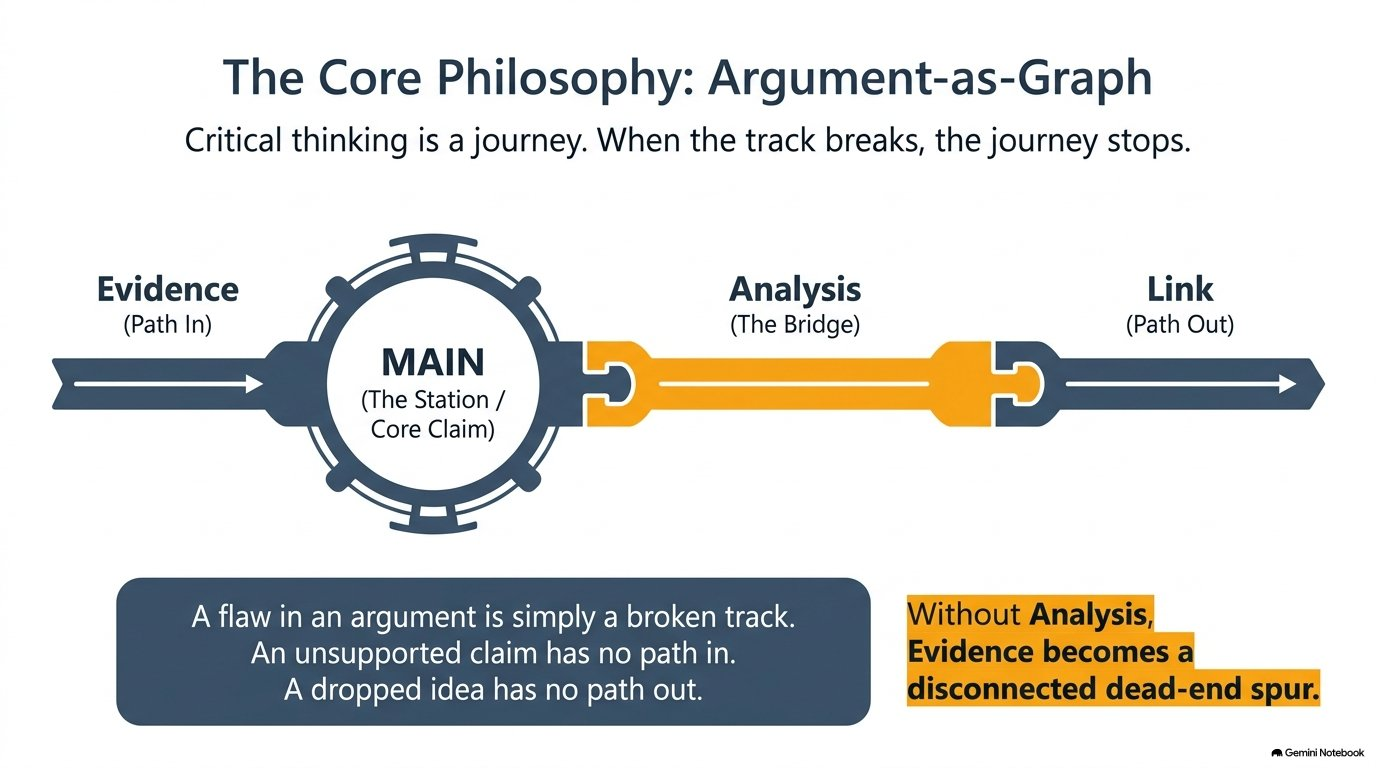 The Core Philosophy: Argument-as-Graph
Critical thinking is a journey. When the track breaks, the journey stops.
Evidence
(Path In)
MAIN
(The Station /
Core Claim)
Analysis
(The Bridge)
Link
(Path Out)
A flaw in an argument is simply a broken track.
An unsupported claim has no path in.
A dropped idea has no path out.
Without Analysis,
Evidence becomes a
disconnected dead-end spur.
Gemini Notebook